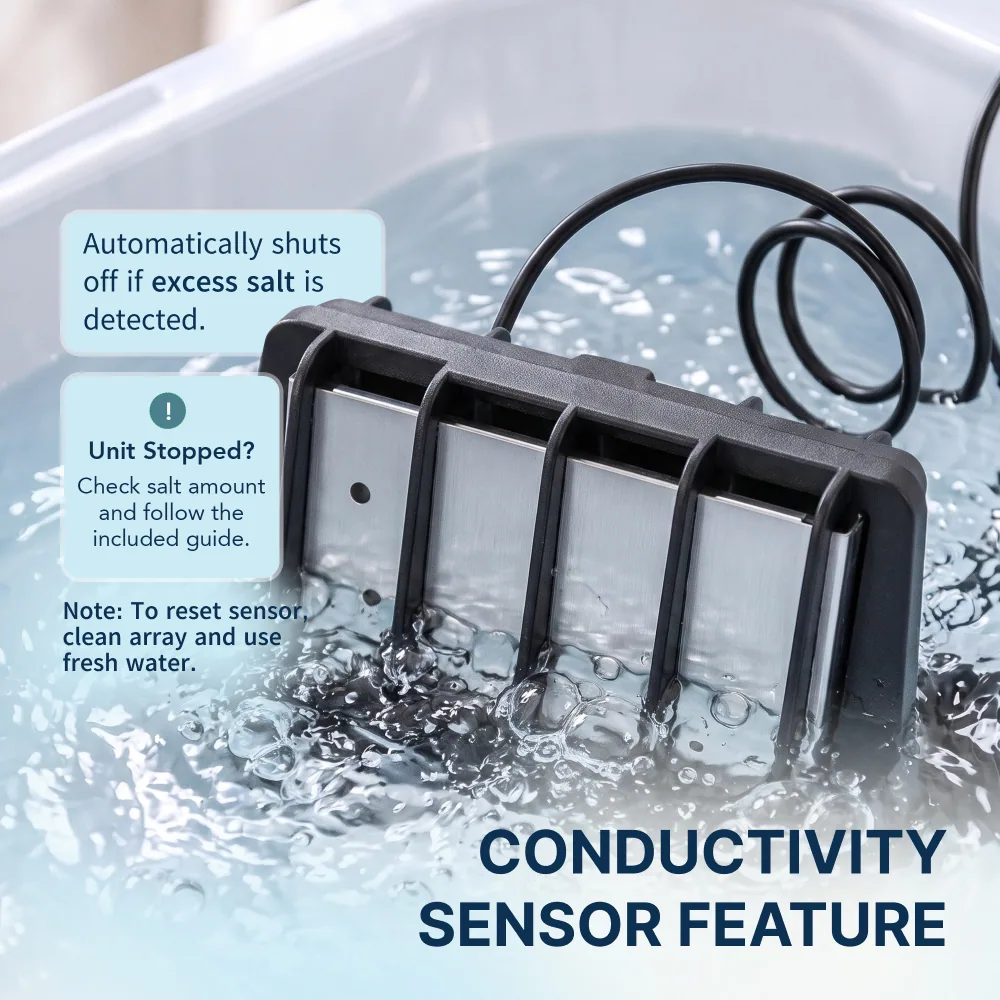 Automatically shuts
off if excess salt is
detected.
!
Unit Stopped?
Check salt amount
and follow the
included guide.
Note: To reset sensor,
clean array and use
fresh water.
CONDUCTIVITY
SENSOR FEATURE